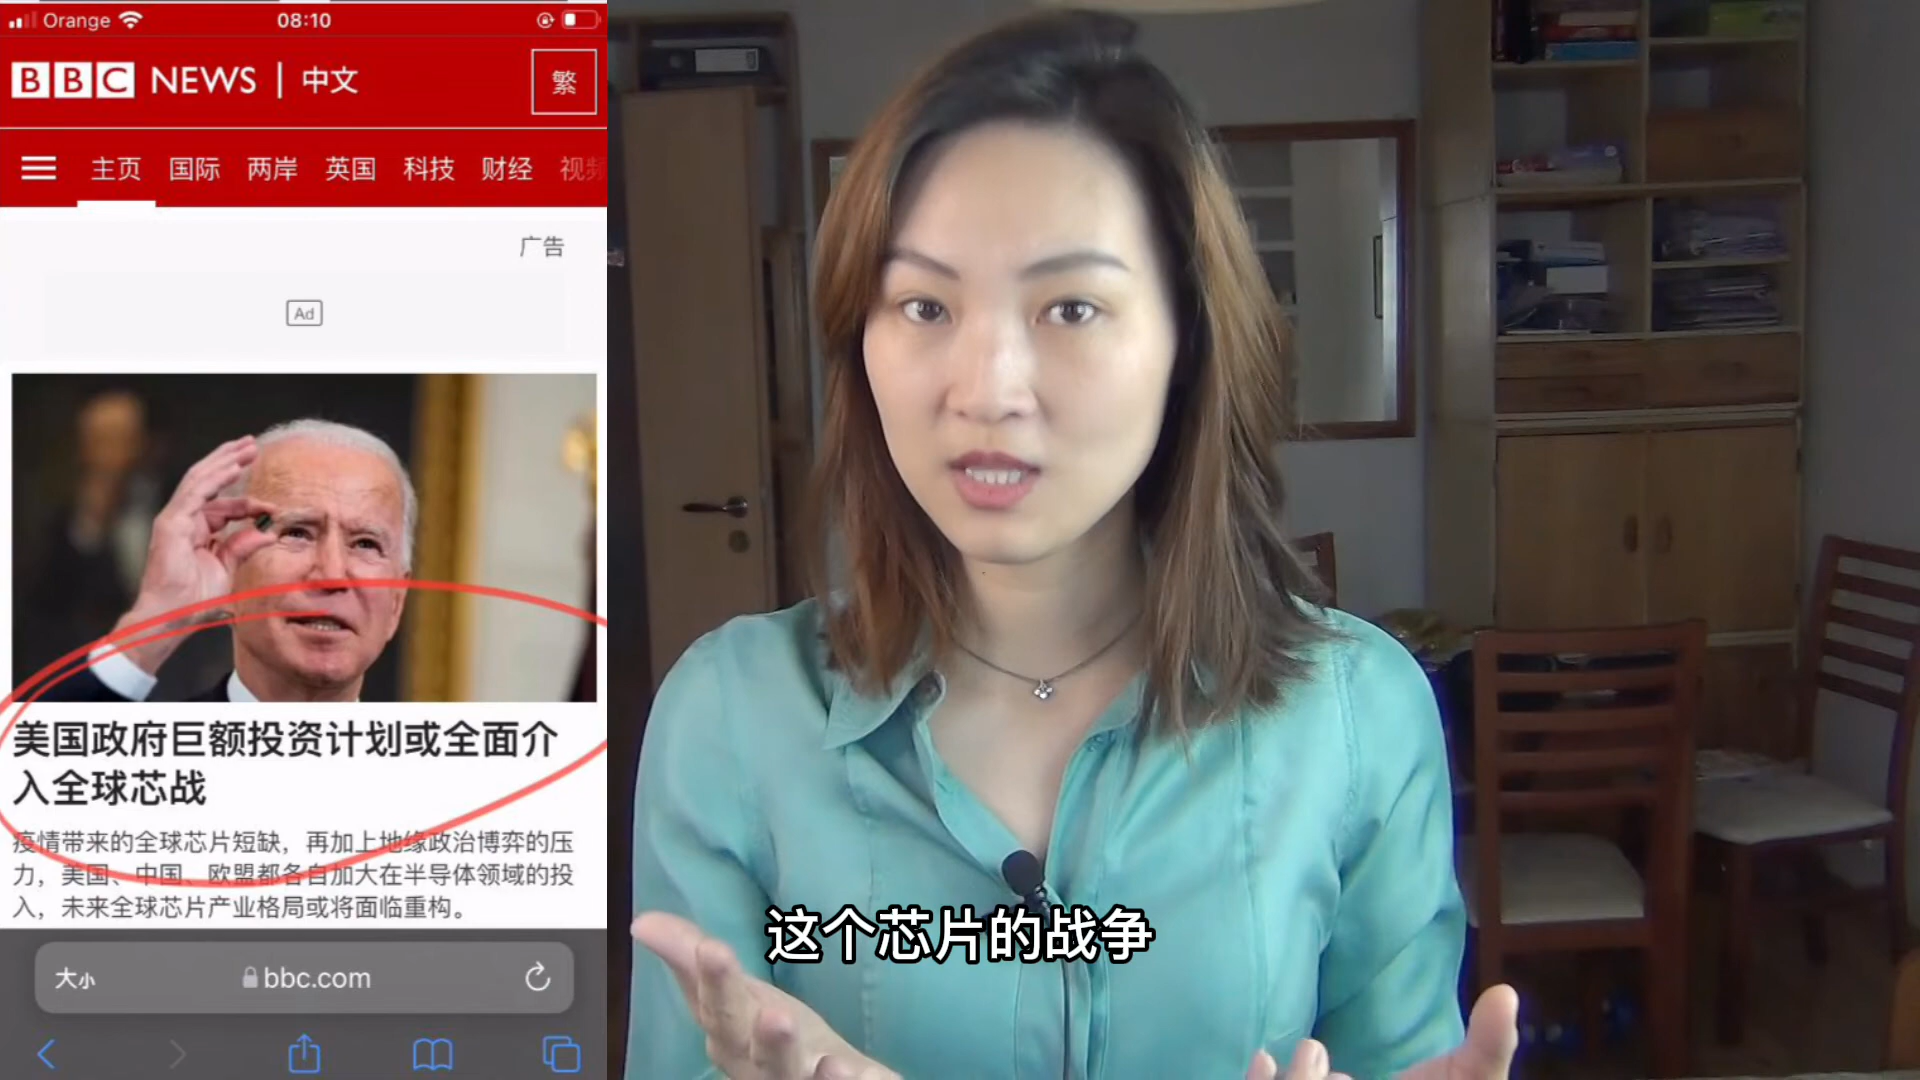 Orange
08:10
BBC NEWS | 中文
繁
主页 国际 两岸 英国 科技 财经 视频
广告
Ad
美国政府巨额投资计划或全面介
入全球芯战
疫情带来的全球芯片短缺，再加上地缘政治博弈的压
力，美国、中国、欧盟都各自加大在半导体领域的投
入，未来全球芯片产业格局或将面临重构。
大小
bbc.com
这个芯片的战争